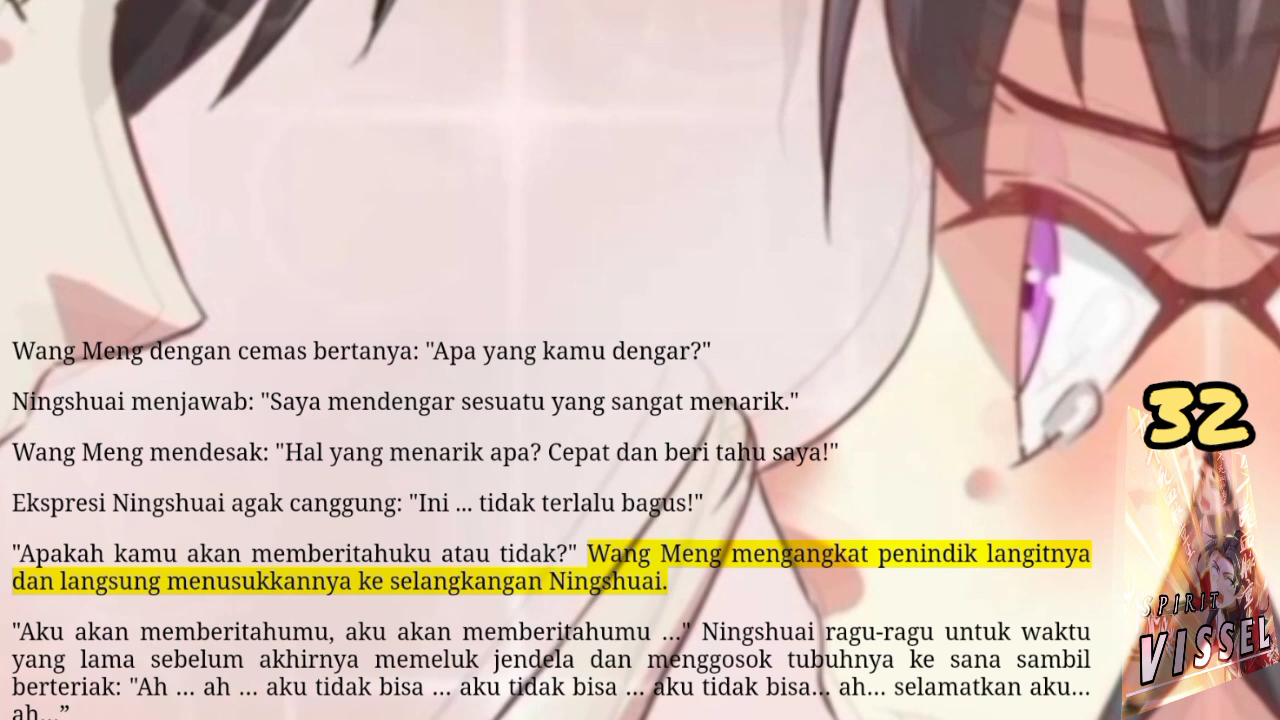 Wang Meng dengan cemas bertanya: "Apa yang kamu dengar?"
Ningshuai menjawab: "Saya mendengar sesuatu yang sangat menarik."
Wang Meng mendesak: "Hal yang menarik apa? Cepat dan beri tahu saya!"
Ekspresi Ningshuai agak canggung: "Ini ... tidak terlalu bagus!"
"Apakah kamu akan memberitahuku atau tidak?" Wang Meng mengangkat penindik langitnya
dan langsung menusukkannya ke selangkangan Ningshuai.
"Aku akan memberitahumu, aku akan memberitahumu ..." Ningshuai ragu-ragu untuk waktu
yang lama sebelum akhirnya memeluk jendela dan menggosok tubuhnya ke sana sambil
berteriak: "Ah ... ah ... aku tidak bisa ... aku tidak bisa ... aku tidak bisa... ah... selamatkan aku...
ah...”
32
SPIRIT
VISSEL